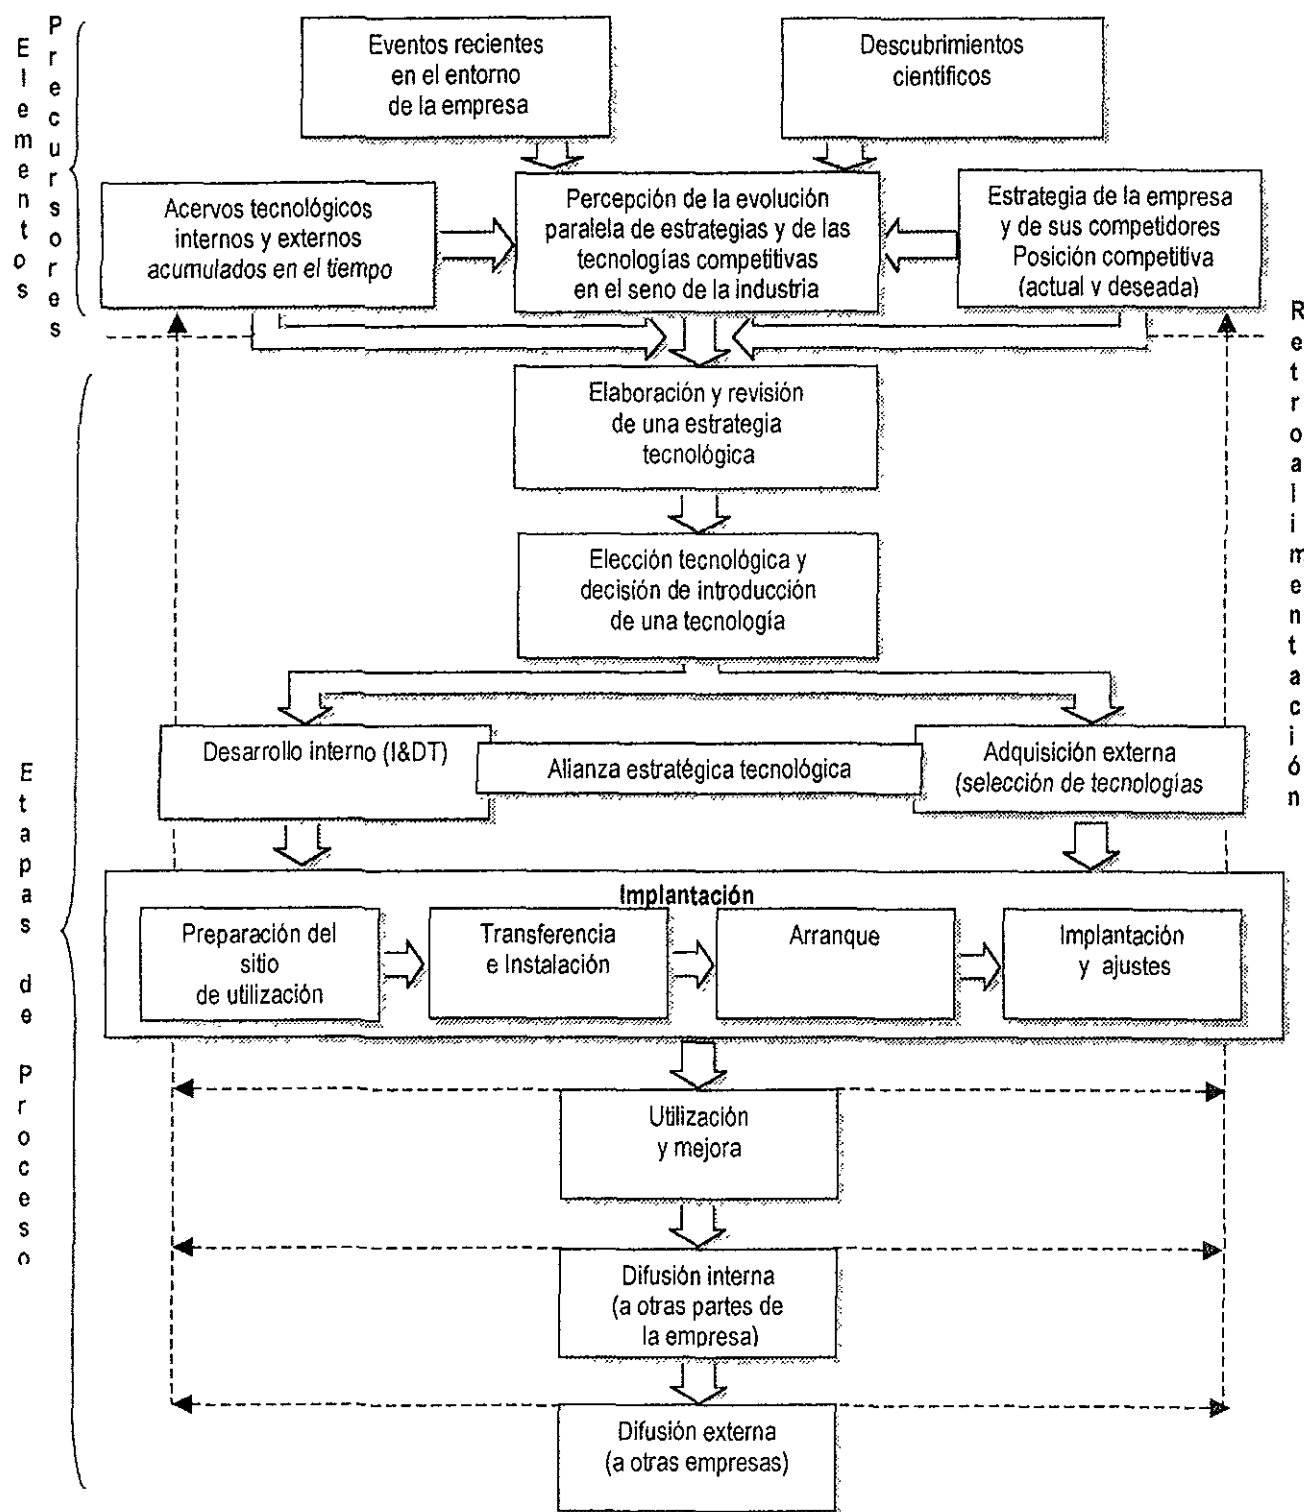 Elementos
Precursores
Eventos recientes
en el entorno
de la empresa
Descubrimientos
científicos
Acervos tecnológicos
internos y externos
acumulados en el tiempo
Percepción de la evolución
paralela de estrategias y de las
tecnologías competitivas
en el seno de la industria
Estrategia de la empresa
y de sus competidores
Posición competitiva
(actual y deseada)
Retroalimentación
Elaboración y revisión
de una estrategia
tecnológica
Elección tecnológica y
decisión de introducción
de una tecnología
Etapas de Proceso
Desarrollo interno (I&DT)
Alianza estratégica tecnológica
Adquisición externa
(selección de tecnologías
Implantación
Preparación del
sitio
de utilización
Transferencia
e Instalación
Arranque
Implantación
y ajustes
Utilización
y mejora
Difusión interna
(a otras partes de
la empresa)
Difusión externa
(a otras empresas)